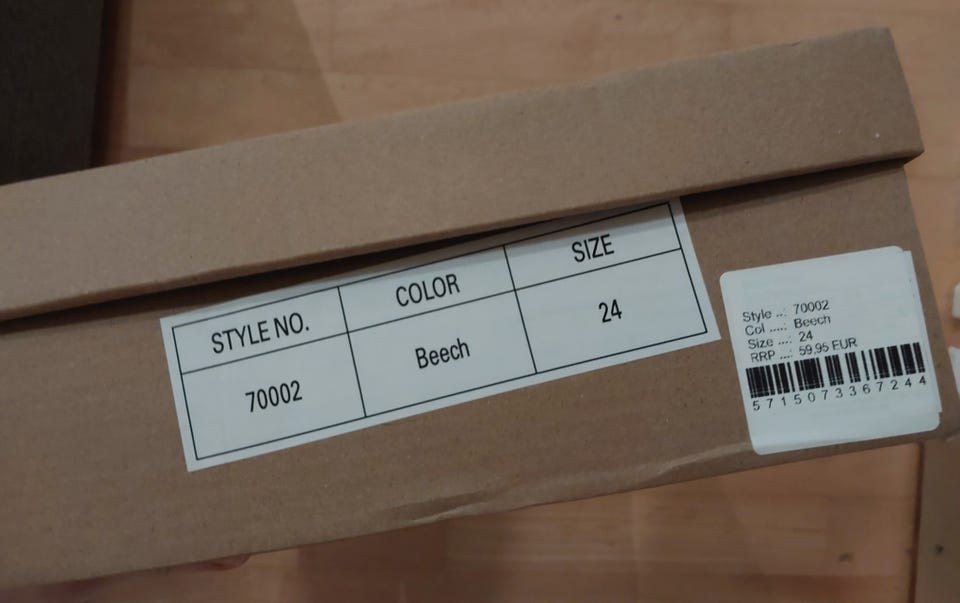 STYLE NO. COLOR SIZE
70002 Beech 24
Style ..: 70002
Col .....: Beech
Size ...: 24
RRP ...: 59,95 EUR
5715073367244